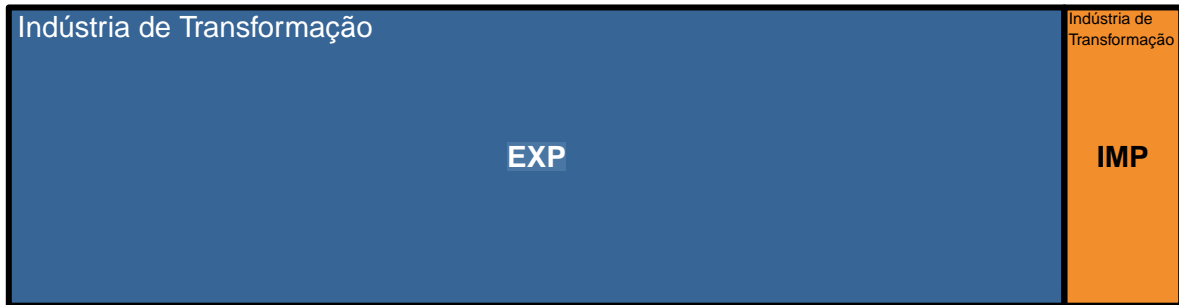 Indústria de Transformação
EXP
Indústria de
Transformação
IMP